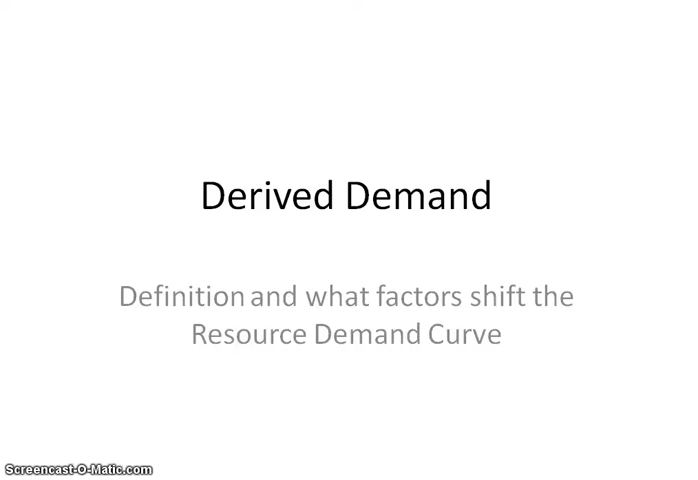 Derived Demand
Definition and what factors shift the
Resource Demand Curve
Screencast-O-Matic.com